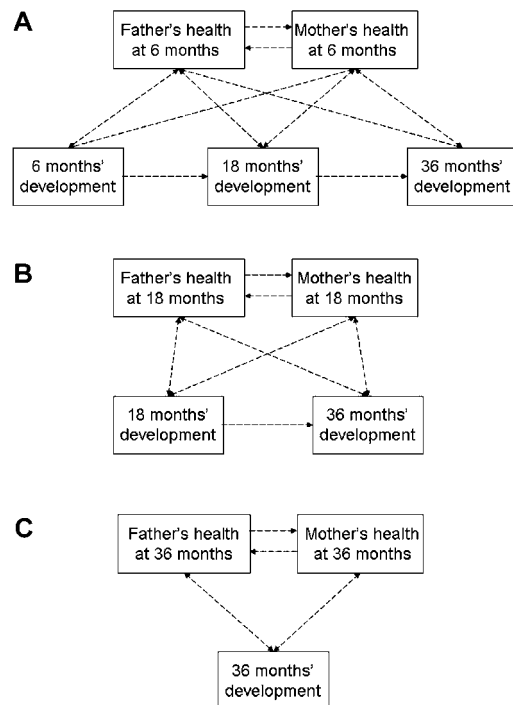 A
Father's health
at 6 months
Mother's health
at 6 months
6 months'
development
18 months'
development
36 months'
development
B
Father's health
at 18 months
Mother's health
at 18 months
18 months'
development
36 months'
development
C
Father's health
at 36 months
Mother's health
at 36 months
36 months'
development